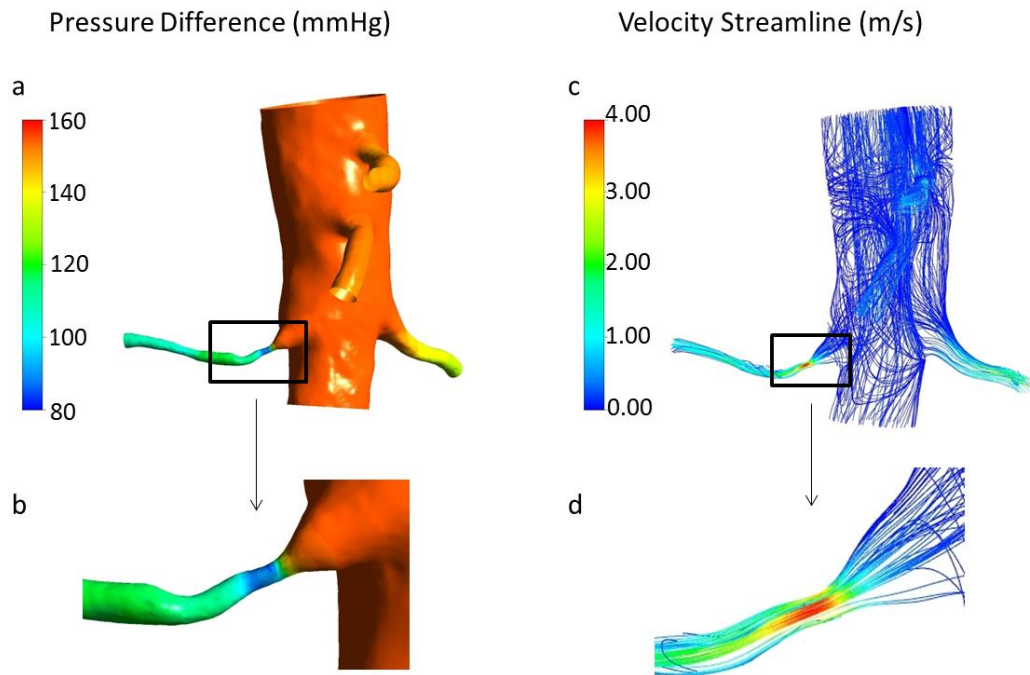 Pressure Difference (mmHg)
Velocity Streamline (m/s)
a
160
140
120
100
80
c
4.00
3.00
2.00
1.00
0.00
b
d